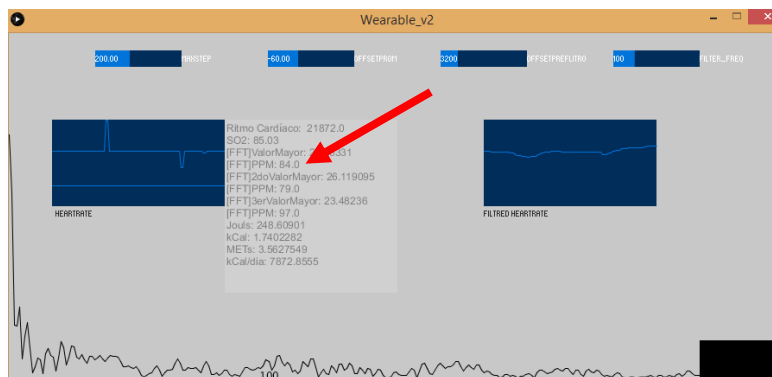 Wearable_v2
200.00 MAXSTEP -60.00 OFFSETPROM 3200 OFFSETPREFLITRO 100 FILTER_FREQ
Ritmo Cardiaco: 21872.0
SO2: 85.03
[FFT]ValorMayor:
[FFT]PPM: 84.0
[FFT]2doValorMayor: 26.119095
[FFT]PPM: 79.0
[FFT]3erValorMayor: 23.48236
[FFT]PPM: 97.0
Jouls: 248.60901
kCal: 1.7402282
METs: 3.5627549
kCal/dia: 7872.8555
HEARTRATE
FILTRED HEARTRATE
100